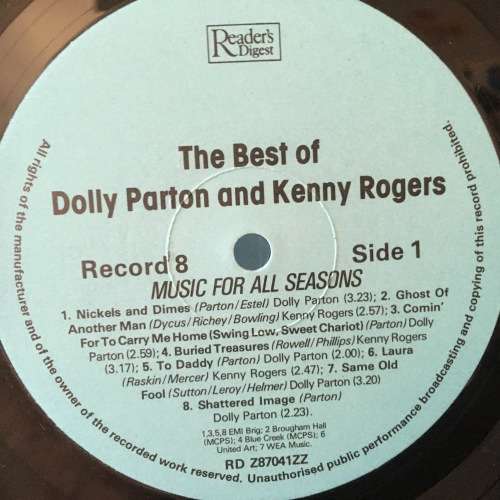 Reader's
Digest
The Best of
Dolly Parton and Kenny Rogers
Record 8
Side 1
MUSIC FOR ALL SEASONS
1. Nickels and Dimes (Parton/Estel) Dolly Parton (3.23); 2. Ghost Of
Another Man (Dycus/Richey/Bowling) Kenny Rogers (2.57); 3. Comin'
For To Carry Me Home (Swing Low, Sweet Chariot) (Parton) Dolly
Parton (2.59); 4. Buried Treasures (Rowell/Phillips) Kenny Rogers
(3.17); 5. To Daddy (Parton) Dolly Parton (2.00); 6. Laura
(Raskin/Mercer) Kenny Rogers (2.47); 7. Same Old
Fool (Sutton/Leroy/Helmer) Dolly Parton (3.20)
8. Shattered Image (Parton)
Dolly Parton (2.23).
1,3,5,8 EMI Brig; 2 Brougham Hall
(MCPS); 4 Blue Creek (MCPS); 6
United Art; 7 WEA Music.
RD Z87041ZZ
All rights of the manufacturer and of the owner of the recorded work reserved. Unauthorised public performance broadcasting and copying of this record prohibited.